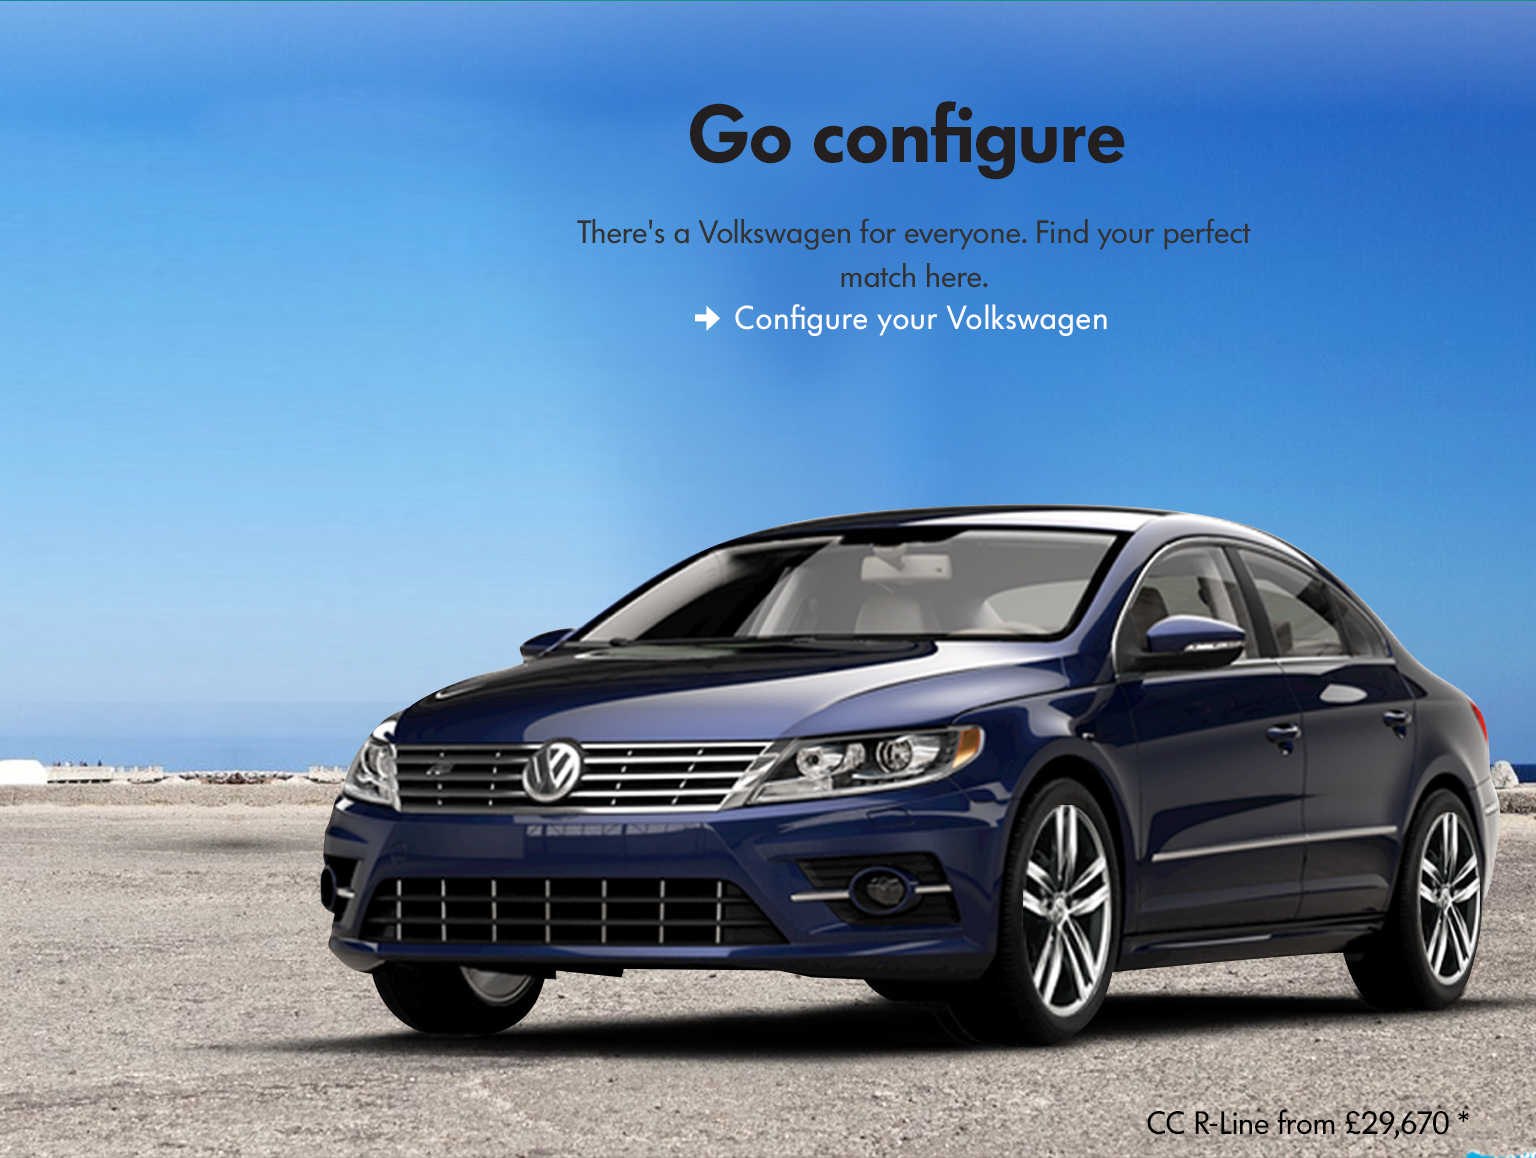 Go configure
There's a Volkswagen for everyone. Find your perfect
match here.
Configure your Volkswagen
CC R-Line from £29,670 *